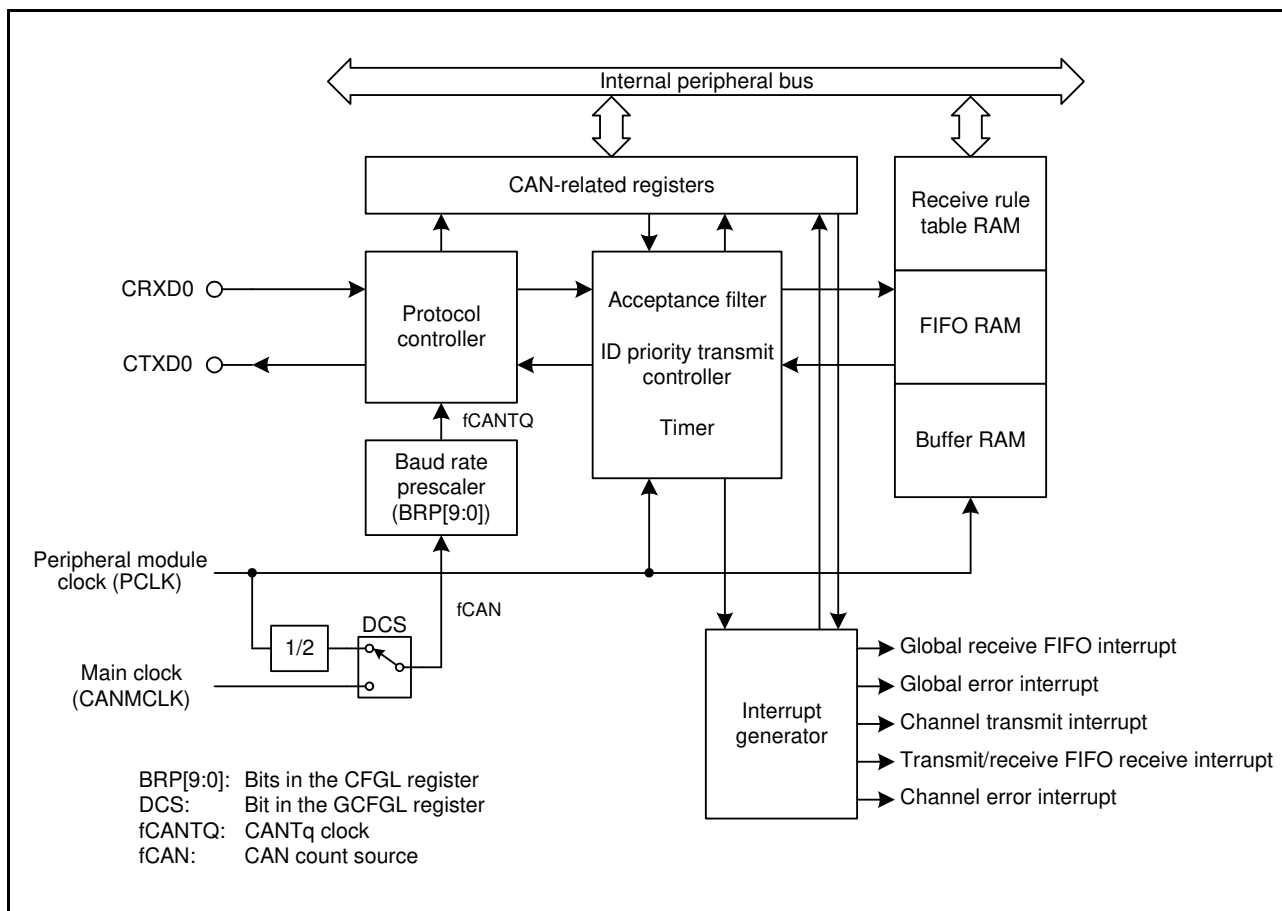 Internal peripheral bus
CAN-related registers
Receive rule
table RAM
CRXD0
Protocol
controller
Acceptance filter
FIFO RAM
ID priority transmit
controller
CTXD0
fCANTQ
Timer
Buffer RAM
Baud rate
prescaler
(BRP[9:0])
Peripheral module
clock (PCLK)
fCAN
DCS
1/2
Main clock
(CANMCLK)
Interrupt
generator
Global receive FIFO interrupt
Global error interrupt
Channel transmit interrupt
Transmit/receive FIFO receive interrupt
Channel error interrupt
BRP[9:0]: Bits in the CFGL register
DCS: Bit in the GCFGL register
fCANTQ: CANTq clock
fCAN: CAN count source